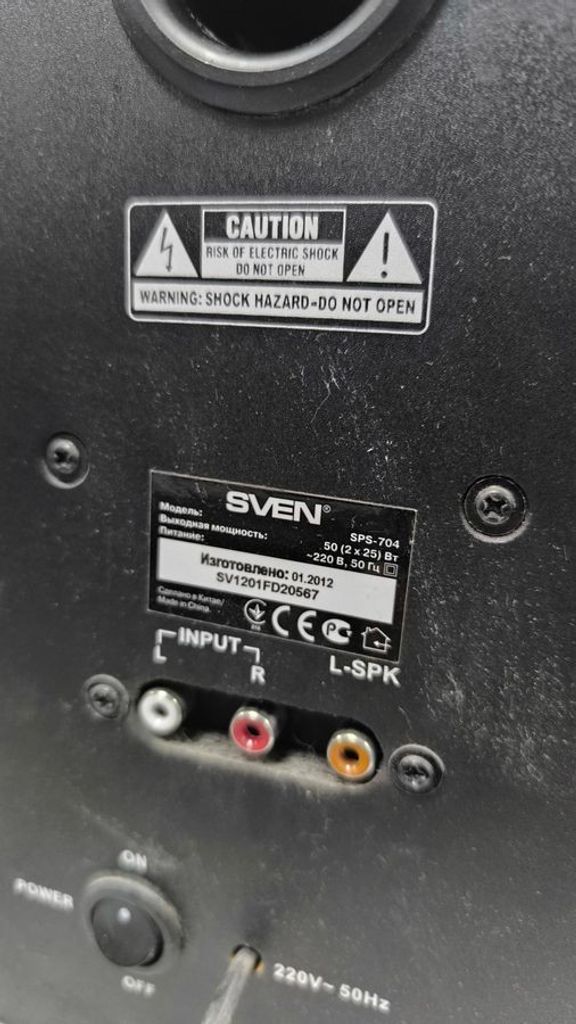 CAUTION
RISK OF ELECTRIC SHOCK
DO NOT OPEN
WARNING: SHOCK HAZARD-DO NOT OPEN
SVEN®
Модель: SPS-704
Выходная мощность: 50 (2 x 25) Вт
Питание: ~220 В, 50 Гц
Изготовлено: 01.2012
SV1201FD20567
Сделано в Китае/
Made in China
CE PC
INPUT
L R
L-SPK
ON
POWER
OFF
220V~ 50Hz